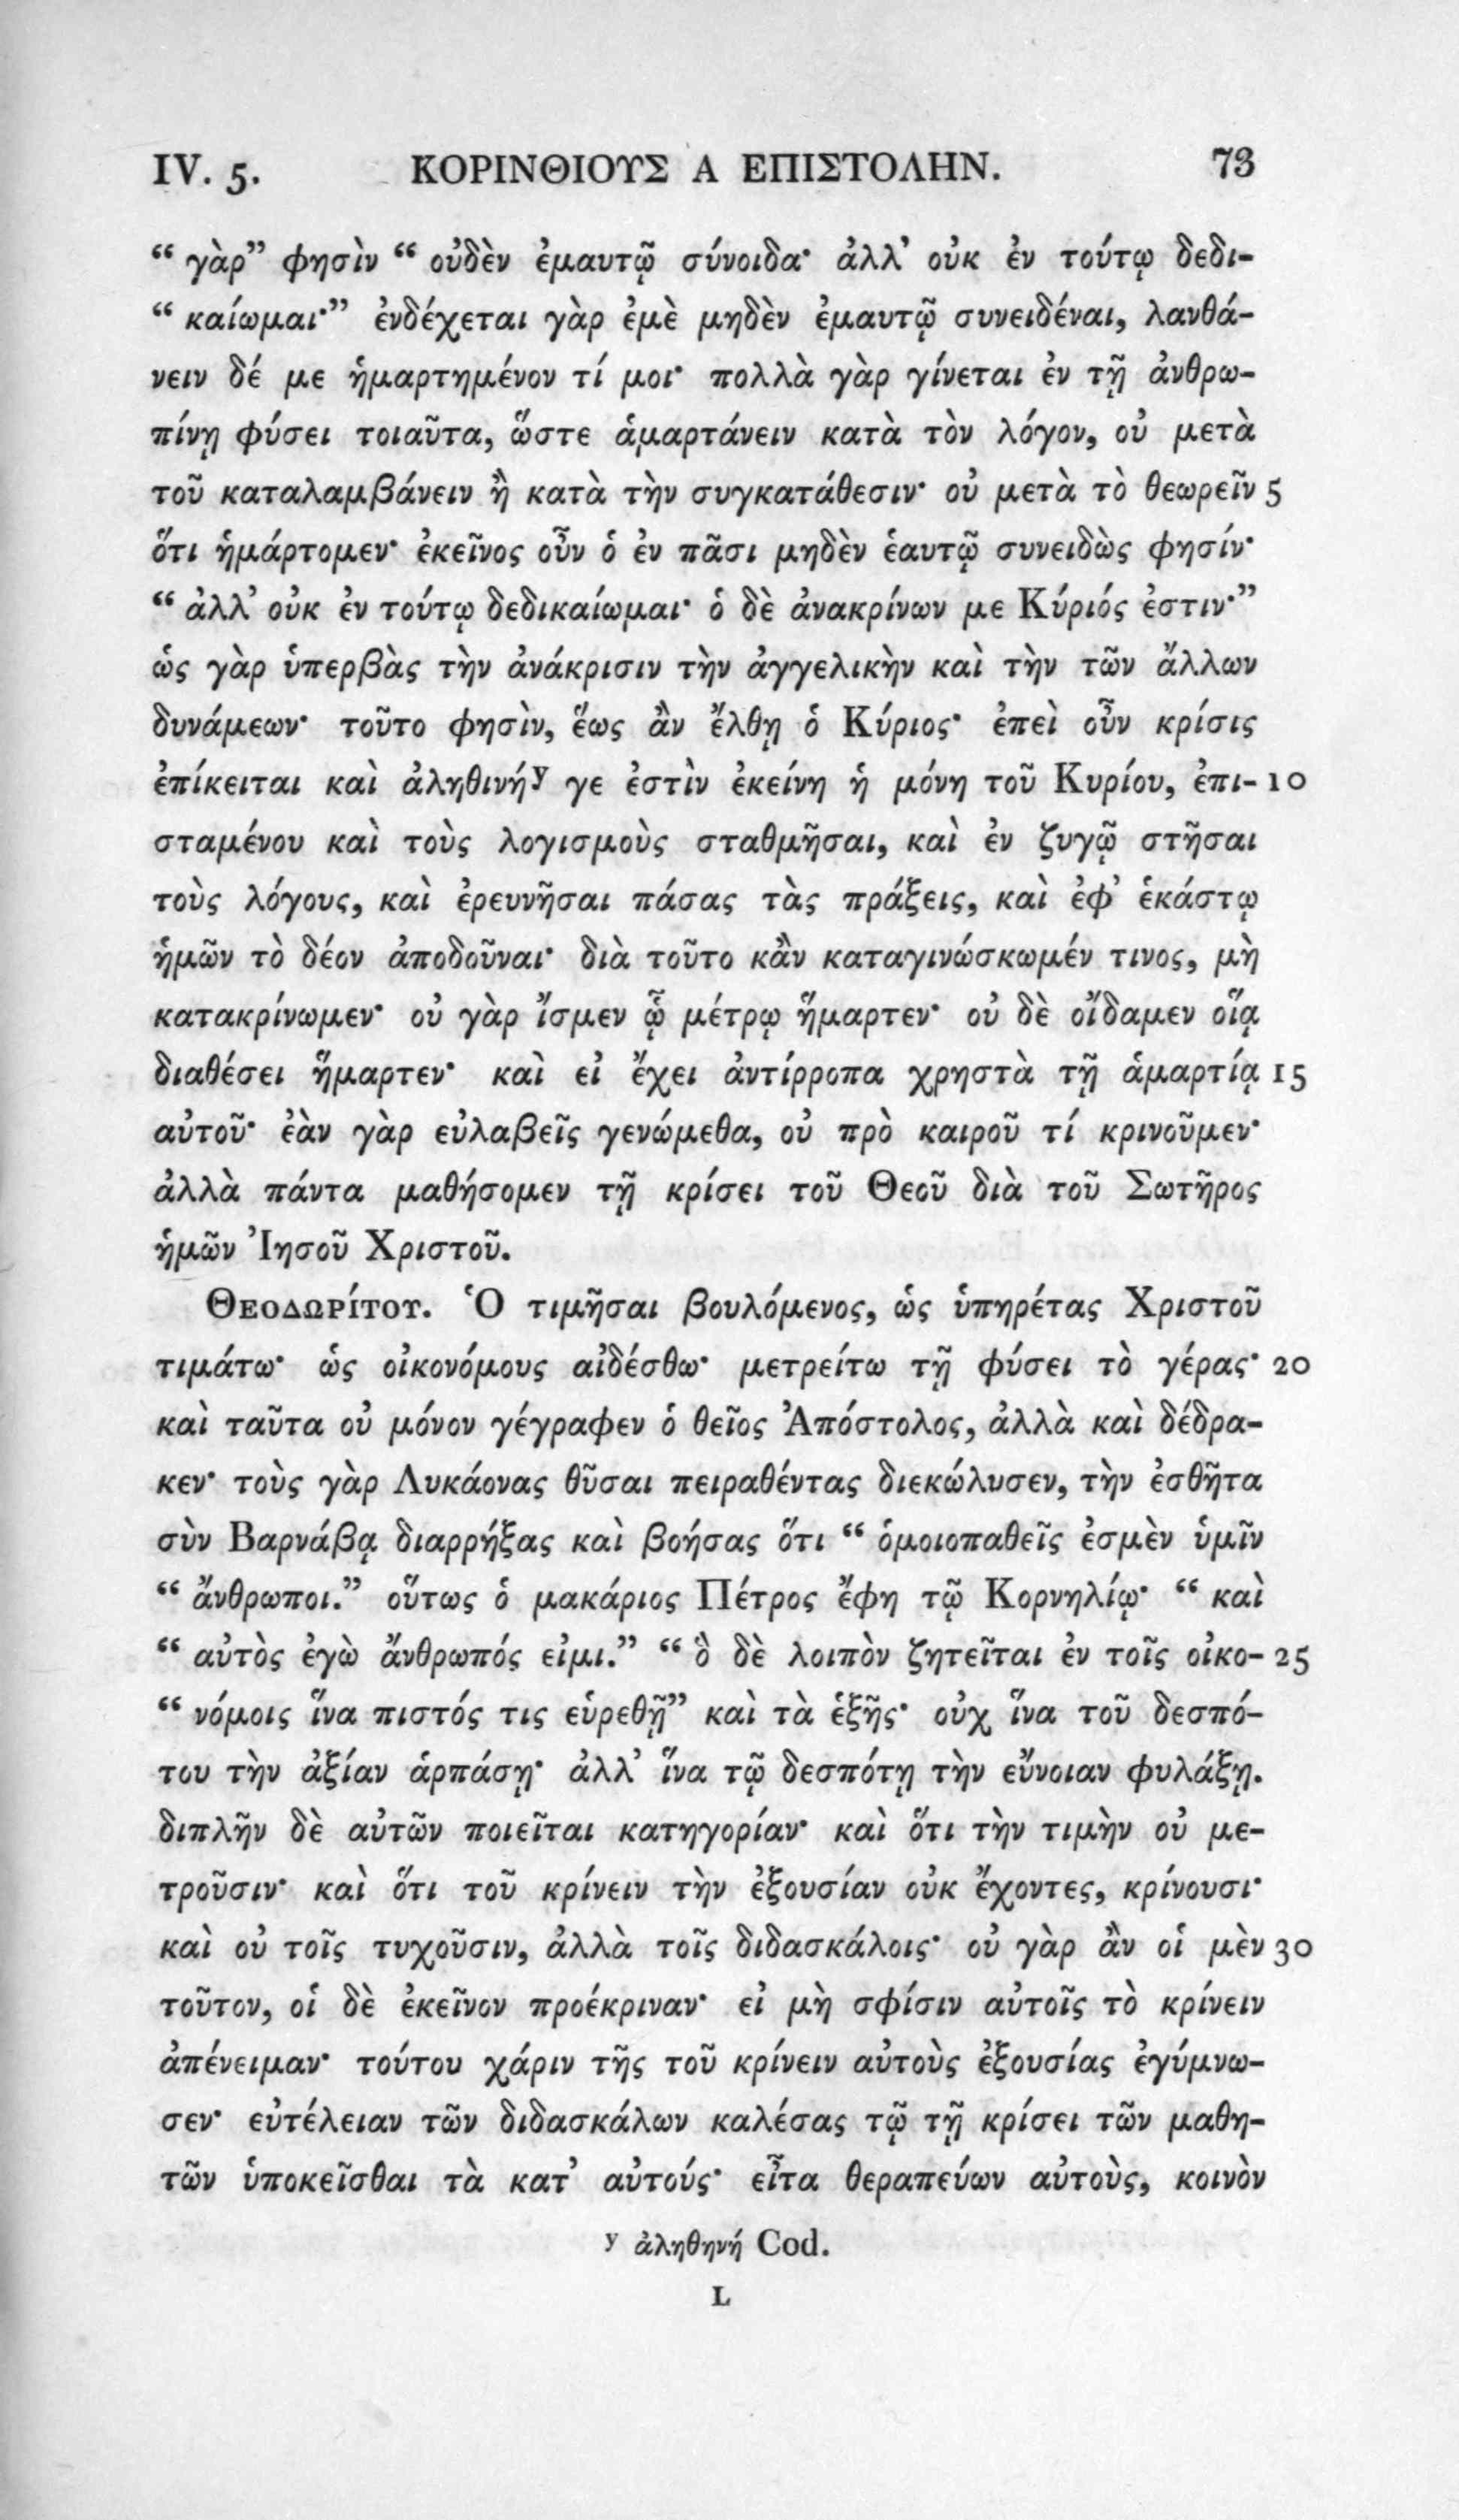 IV. 5. ΚΟΡΙΝΘΙΟΥΣ Α ΕΠΙΣΤΟΛΗΝ. 73
“ γὰρ” φησὶν “ οὐδὲν ἐμαυτῷ σύνοιδα· ἀλλ’ οὐκ ἐν τούτῳ δεδι-
“ καίωμαι·” ἐνδέχεται γὰρ ἐμὲ μηδὲν ἐμαυτῷ συνειδέναι, λανθά-
νειν δέ με ἡμαρτημένον τί μοι· πολλὰ γὰρ γίνεται ἐν τῇ ἀνθρω-
πίνῃ φύσει τοιαῦτα, ὥστε ἁμαρτάνειν κατὰ τὸν λόγον, οὐ μετὰ
τοῦ καταλαμβάνειν ἢ κατὰ τὴν συγκατάθεσιν· οὐ μετὰ τὸ θεωρεῖν 5
ὅτι ἡμάρτομεν· ἐκεῖνος οὖν ὁ ἐν πᾶσι μηδὲν ἑαυτῷ συνειδὼς φησίν·
“ ἀλλ’ οὐκ ἐν τούτῳ δεδικαίωμαι· ὁ δὲ ἀνακρίνων με Κύριός ἐστιν·”
ὡς γὰρ ὑπερβὰς τὴν ἀνάκρισιν τὴν ἀγγελικὴν καὶ τὴν τῶν ἄλλων
δυνάμεων· τοῦτο φησὶν, ἕως ἂν ἔλθῃ ὁ Κύριος· ἐπεὶ οὖν κρίσις
ἐπίκειται καὶ ἀληθινήʸ γε ἐστὶν ἐκείνη ἡ μόνη τοῦ Κυρίου, ἐπι- 10
σταμένου καὶ τοὺς λογισμοὺς σταθμῆσαι, καὶ ἐν ζυγῷ στῆσαι
τοὺς λόγους, καὶ ἐρευνῆσαι πάσας τὰς πράξεις, καὶ ἐφ’ ἑκάστῳ
ἡμῶν τὸ δέον ἀποδοῦναι· διὰ τοῦτο κἂν καταγινώσκωμέν τινος, μὴ
κατακρίνωμεν· οὐ γὰρ ἴσμεν ᾧ μέτρῳ ἥμαρτεν· οὐ δὲ οἴδαμεν οἵᾳ
διαθέσει ἥμαρτεν· καὶ εἰ ἔχει ἀντίρροπα χρηστὰ τῇ ἁμαρτίᾳ 15
αὐτοῦ· ἐὰν γὰρ εὐλαβεῖς γενώμεθα, οὐ πρὸ καιροῦ τί κρινοῦμεν·
ἀλλὰ πάντα μαθήσομεν τῇ κρίσει τοῦ Θεοῦ διὰ τοῦ Σωτῆρος
ἡμῶν Ἰησοῦ Χριστοῦ.
Θεοδωρίτου. Ὁ τιμῆσαι βουλόμενος, ὡς ὑπηρέτας Χριστοῦ
τιμάτω· ὡς οἰκονόμους αἰδέσθω· μετρείτω τῇ φύσει τὸ γέρας· 20
καὶ ταῦτα οὐ μόνον γέγραφεν ὁ θεῖος Ἀπόστολος, ἀλλὰ καὶ δέδρα-
κεν· τοὺς γὰρ Λυκάονας θῦσαι πειραθέντας διεκώλυσεν, τὴν ἐσθῆτα
σὺν Βαρνάβᾳ διαρρήξας καὶ βοήσας ὅτι “ ὁμοιοπαθεῖς ἐσμὲν ὑμῖν
“ ἄνθρωποι.” οὕτως ὁ μακάριος Πέτρος ἔφη τῷ Κορνηλίῳ· “ καὶ
“ αὐτὸς ἐγὼ ἄνθρωπός εἰμι.” “ ὃ δὲ λοιπὸν ζητεῖται ἐν τοῖς οἰκο- 25
“ νόμοις ἵνα πιστός τις εὑρεθῇ” καὶ τὰ ἑξῆς· οὐχ ἵνα τοῦ δεσπό-
του τὴν ἀξίαν ἁρπάσῃ· ἀλλ’ ἵνα τῷ δεσπότῃ τὴν εὔνοιαν φυλάξῃ.
διπλῆν δὲ αὐτῶν ποιεῖται κατηγορίαν· καὶ ὅτι τὴν τιμὴν οὐ με-
τροῦσιν· καὶ ὅτι τοῦ κρίνειν τὴν ἐξουσίαν οὐκ ἔχοντες, κρίνουσι·
καὶ οὐ τοῖς τυχοῦσιν, ἀλλὰ τοῖς διδασκάλοις· οὐ γὰρ ἂν οἱ μὲν 30
τοῦτον, οἱ δὲ ἐκεῖνον προέκριναν· εἰ μὴ σφίσιν αὐτοῖς τὸ κρίνειν
ἀπένειμαν· τούτου χάριν τῆς τοῦ κρίνειν αὐτοὺς ἐξουσίας ἐγύμνω-
σεν· εὐτέλειαν τῶν διδασκάλων καλέσας τῷ τῇ κρίσει τῶν μαθη-
τῶν ὑποκεῖσθαι τὰ κατ’ αὐτούς· εἶτα θεραπεύων αὐτοὺς, κοινὸν
ʸ ἀληθηνή Cod.
L